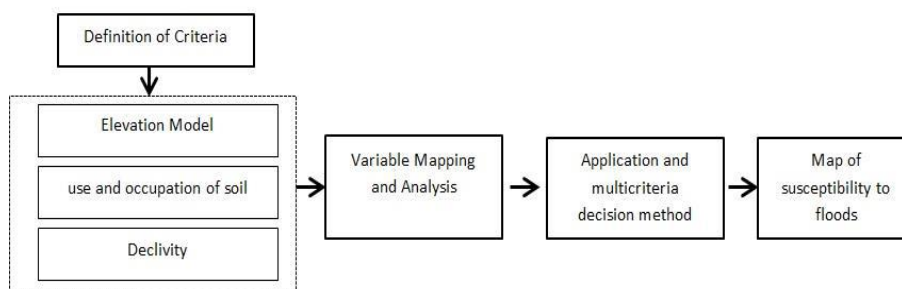 Definition of Criteria
Elevation Model
use and occupation of soil
Declivity
Variable Mapping
and Analysis
Application and
multicriteria
decision method
Map of
susceptibility to
floods